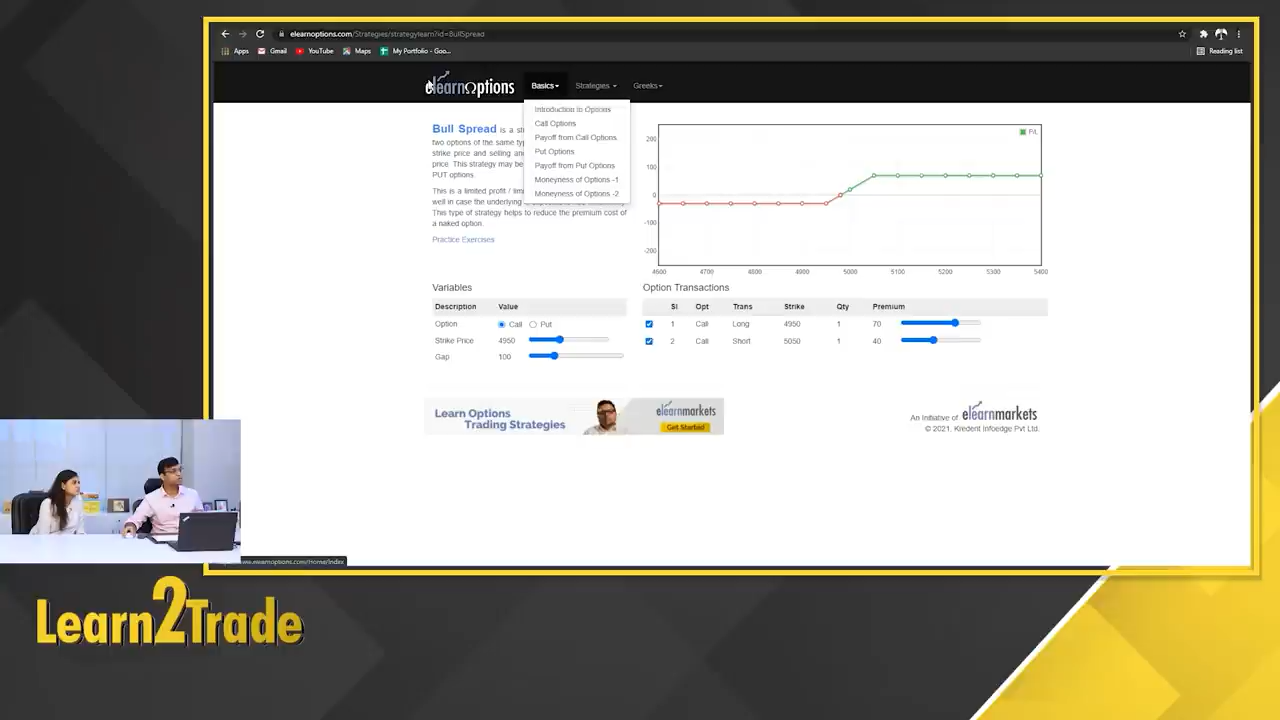 elearnoptions.com/Strategies/strategylearn?id=BullSpread
Apps Gmail YouTube Maps My Portfolio - Goo... Reading list
elearnΩptions Basics Strategies Greeks
Introduction to Options
Call Options
Payoff from Call Options.
Put Options
Payoff from Put Options
Moneyness of Options -1
Moneyness of Options -2
Bull Spread is a
two options of the same
strike price and selling
price. This strategy may be
PUT options
This is a limited profit /
well in case the underlying
This type of strategy helps to reduce the premium cost of
a naked option.
Practice Exercises
P/L
200
100
0
-100
-200
4600 4700 4800 4900 5000 5100 5200 5300 5400
Variables
Description Value
Option Call Put
Strike Price 4950
Gap 100
Option Transactions
Sl Opt Trans Strike Qty Premium
1 Call Long 4950 1 70
2 Call Short 5050 1 40
Learn Options
Trading Strategies
elearnmarkets
Get Started
An Initiative of elearnmarkets
© 2021, Kredent Infoedge Pvt Ltd.
www.elearnoptions.com/Home/Index
Learn2Trade